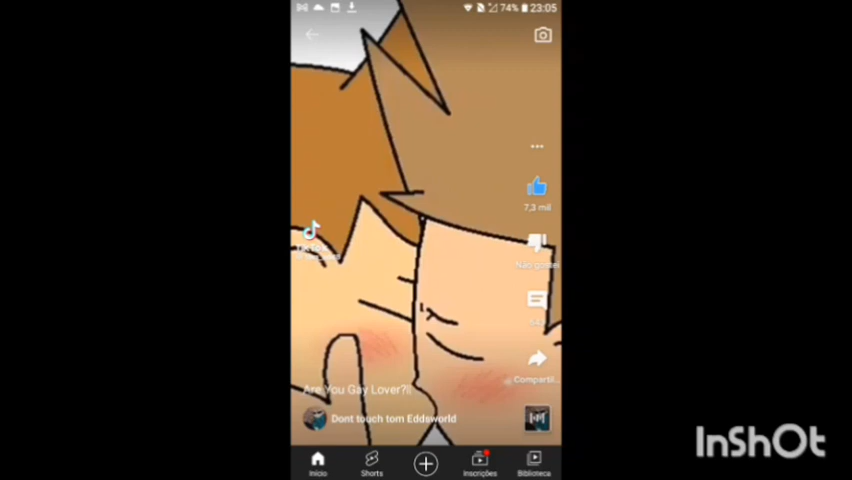 74% 23:05
7,3 mil
Não gostei
Compartil...
Are You Gay Lover?
Dont touch tom Eddsworld
Início
Shorts
Inscrições
Biblioteca
InShOt